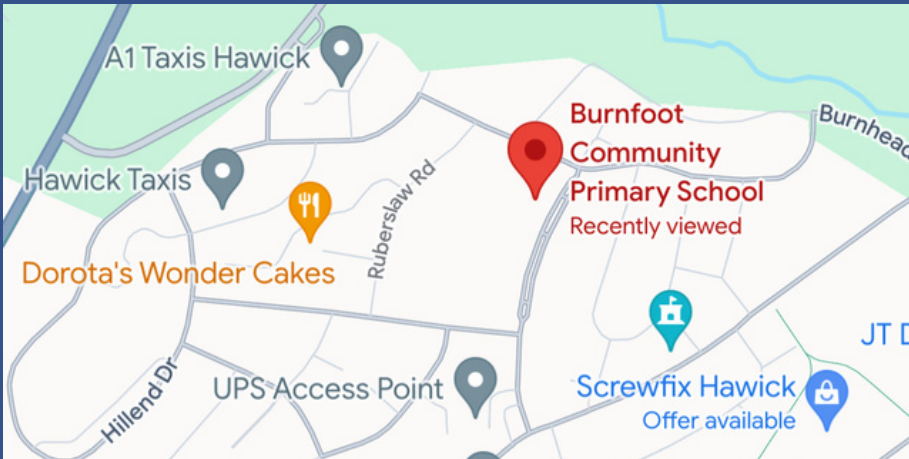 A1 Taxis Hawick
Burnfoot
Community
Primary School
Recently viewed
Burnhead
Hawick Taxis
Ruberslaw Rd
Dorota's Wonder Cakes
JT D
Hillend Dr
UPS Access Point
Screwfix Hawick
Offer available